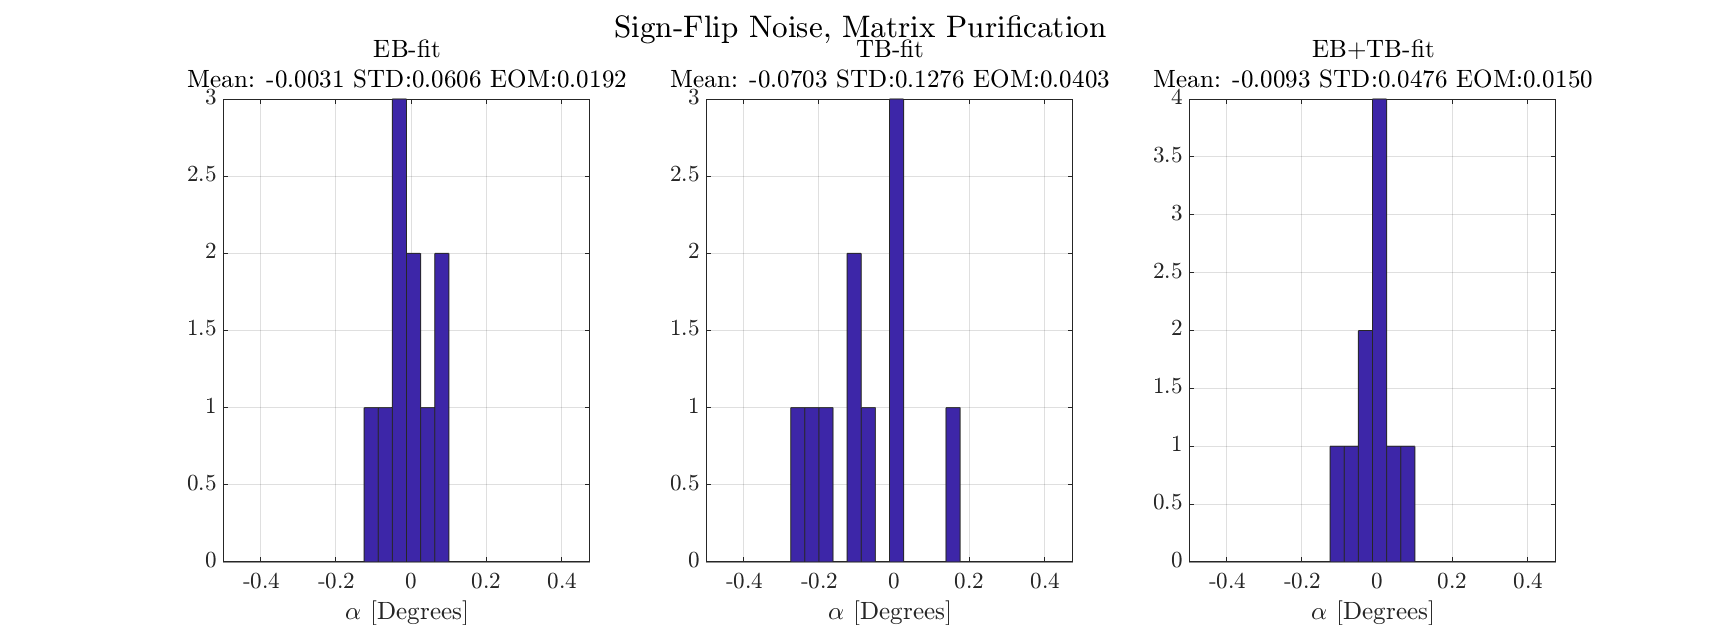 Sign-Flip Noise, Matrix Purification
EB-fit
Mean: -0.0031 STD:0.0606 EOM:0.0192
3
2.5
2
1.5
1
0.5
0
-0.4 -0.2 0 0.2 0.4
α [Degrees]
TB-fit
Mean: -0.0703 STD:0.1276 EOM:0.0403
3
2.5
2
1.5
1
0.5
0
-0.4 -0.2 0 0.2 0.4
α [Degrees]
EB+TB-fit
Mean: -0.0093 STD:0.0476 EOM:0.0150
4
3.5
3
2.5
2
1.5
1
0.5
0
-0.4 -0.2 0 0.2 0.4
α [Degrees]